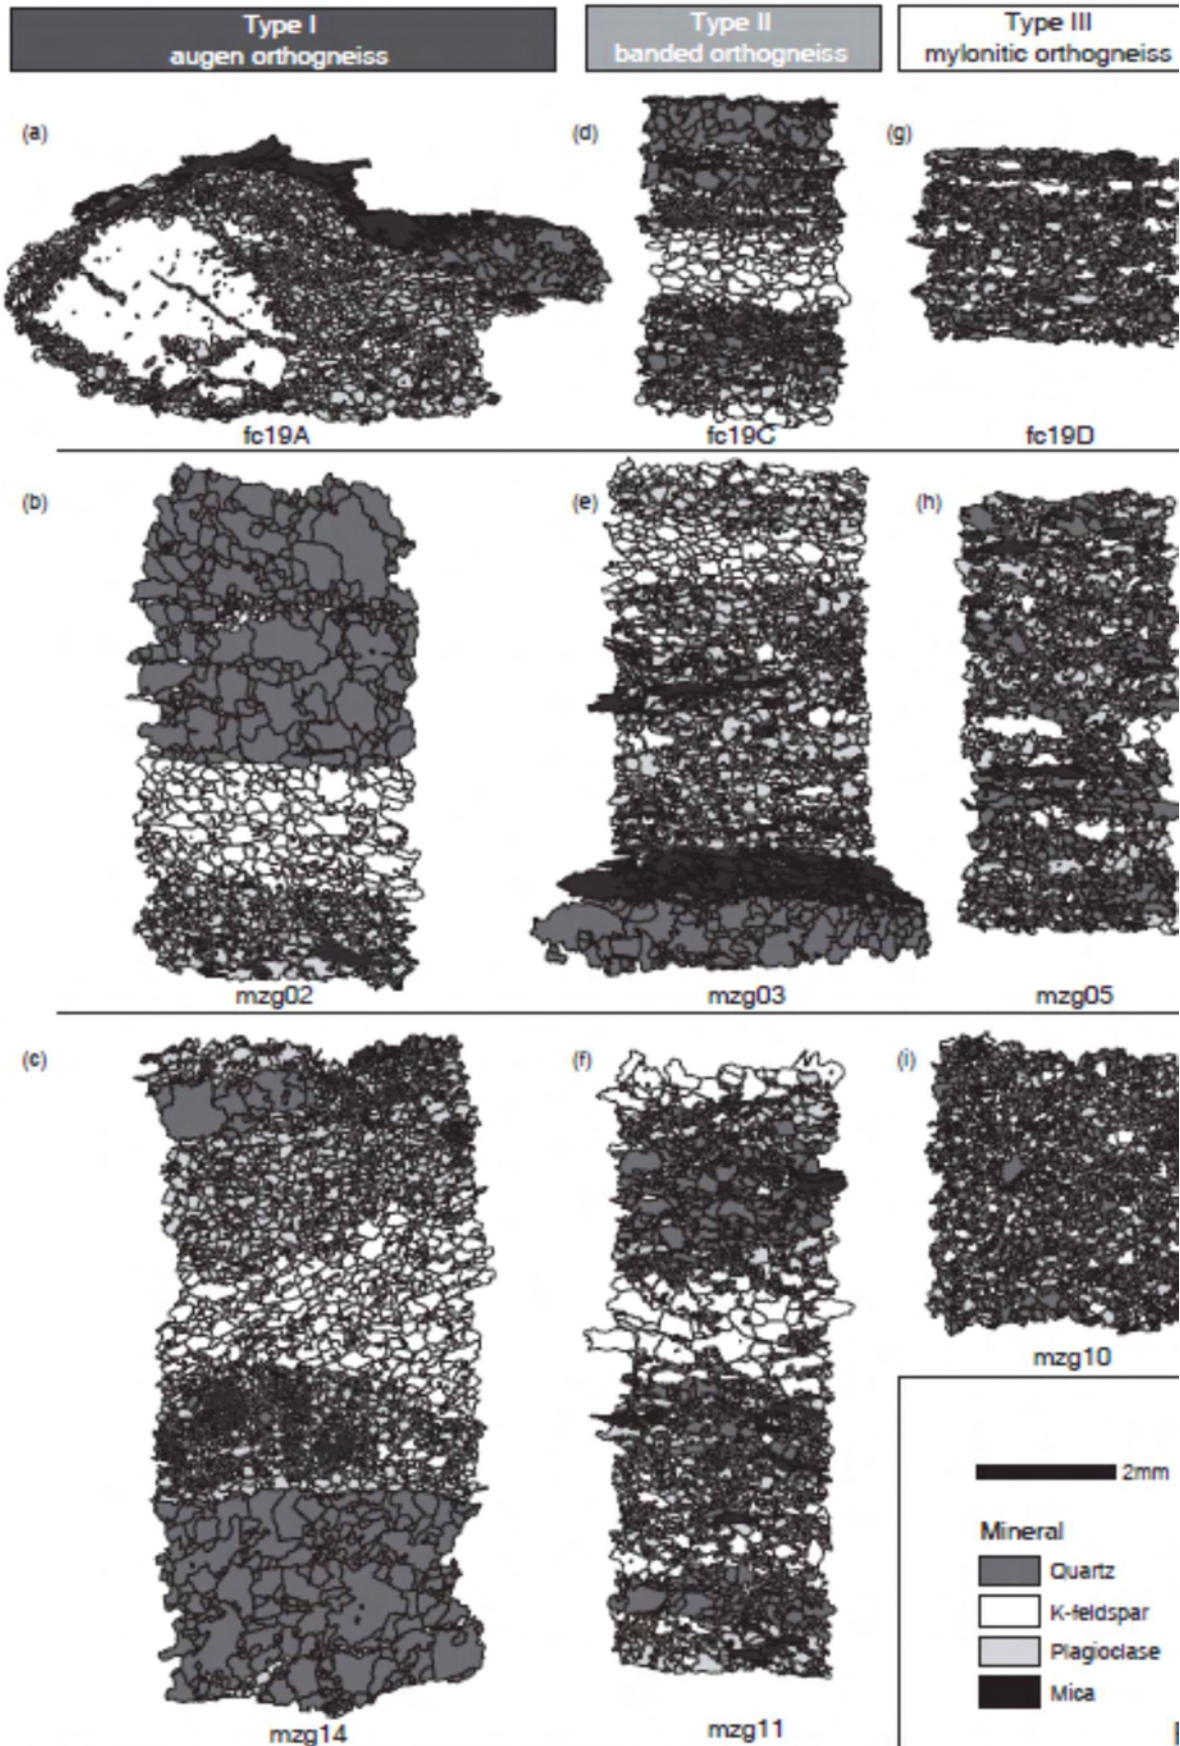 Type I
augen orthogneiss
Type II
banded orthogneiss
Type III
mylonitic orthogneiss
(a)
(d)
(g)
fc19A
fc19C
fc19D
(b)
(e)
(h)
mzg02
mzg03
mzg05
(c)
(f)
(i)
mzg10
2mm
Mineral
Quartz
K-feldspar
Plagioclase
Mica
mzg14
mzg11